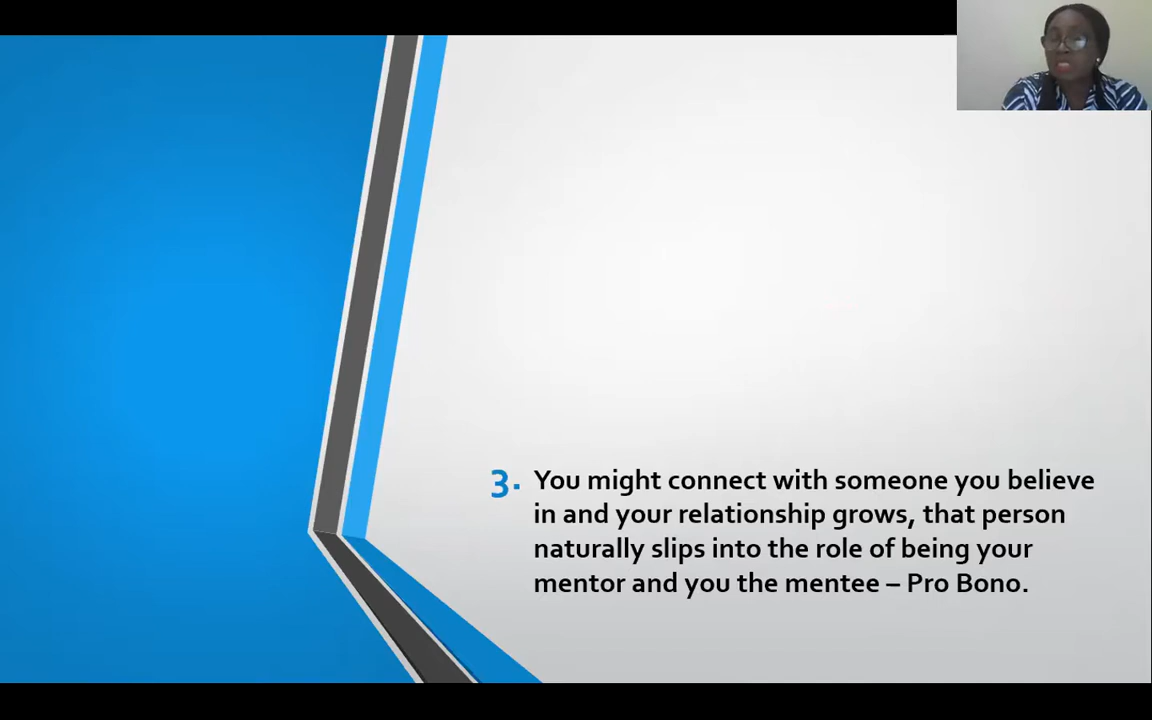 3. You might connect with someone you believe
in and your relationship grows, that person
naturally slips into the role of being your
mentor and you the mentee – Pro Bono.